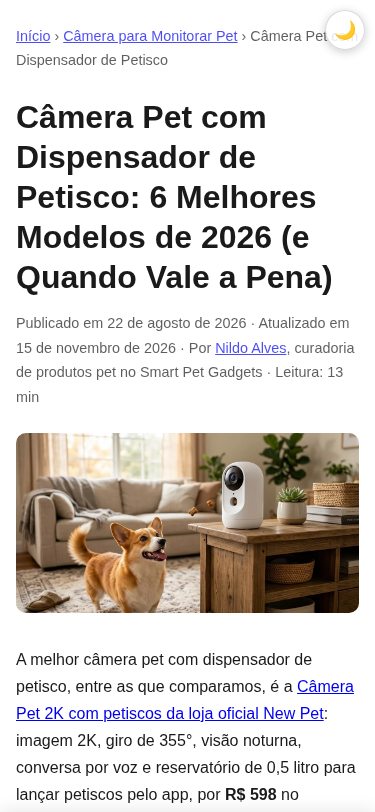 Início › Câmera para Monitorar Pet › Câmera Pet com
Dispensador de Petisco
Câmera Pet com
Dispensador de
Petisco: 6 Melhores
Modelos de 2026 (e
Quando Vale a Pena)
Publicado em 22 de agosto de 2026 · Atualizado em
15 de novembro de 2026 · Por Nildo Alves, curadoria
de produtos pet no Smart Pet Gadgets · Leitura: 13
min
A melhor câmera pet com dispensador de
petisco, entre as que comparamos, é a Câmera
Pet 2K com petiscos da loja oficial New Pet:
imagem 2K, giro de 355°, visão noturna,
conversa por voz e reservatório de 0,5 litro para
lançar petiscos pelo app, por R$ 598 no